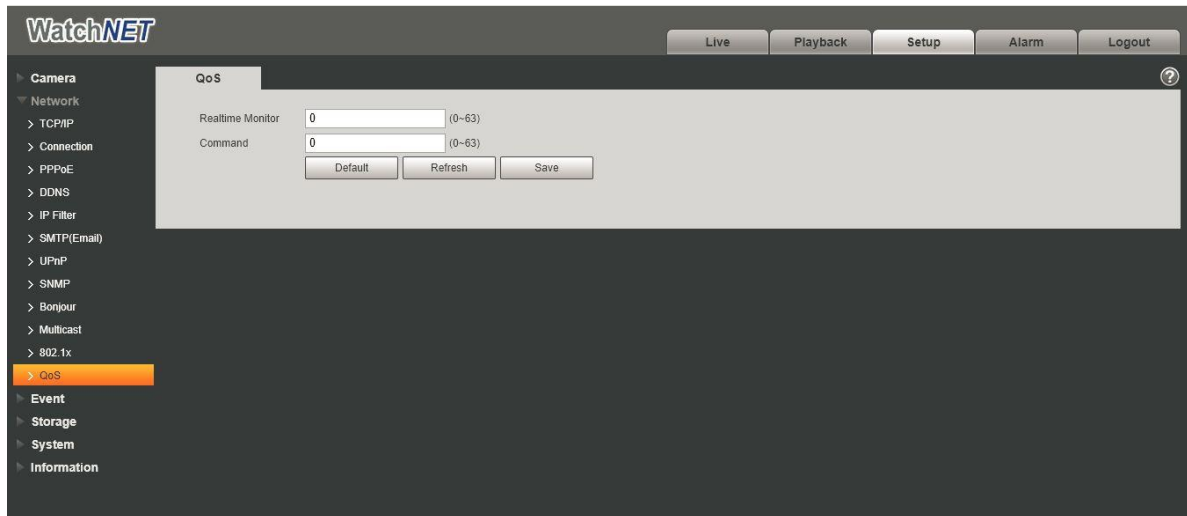 WatchNET
Live Playback Setup Alarm Logout
Camera
Network
> TCP/IP
> Connection
> PPPoE
> DDNS
> IP Filter
> SMTP(Email)
> UPnP
> SNMP
> Bonjour
> Multicast
> 802.1x
> QoS
Event
Storage
System
Information
QoS
?
Realtime Monitor 0 (0~63)
Command 0 (0~63)
Default Refresh Save